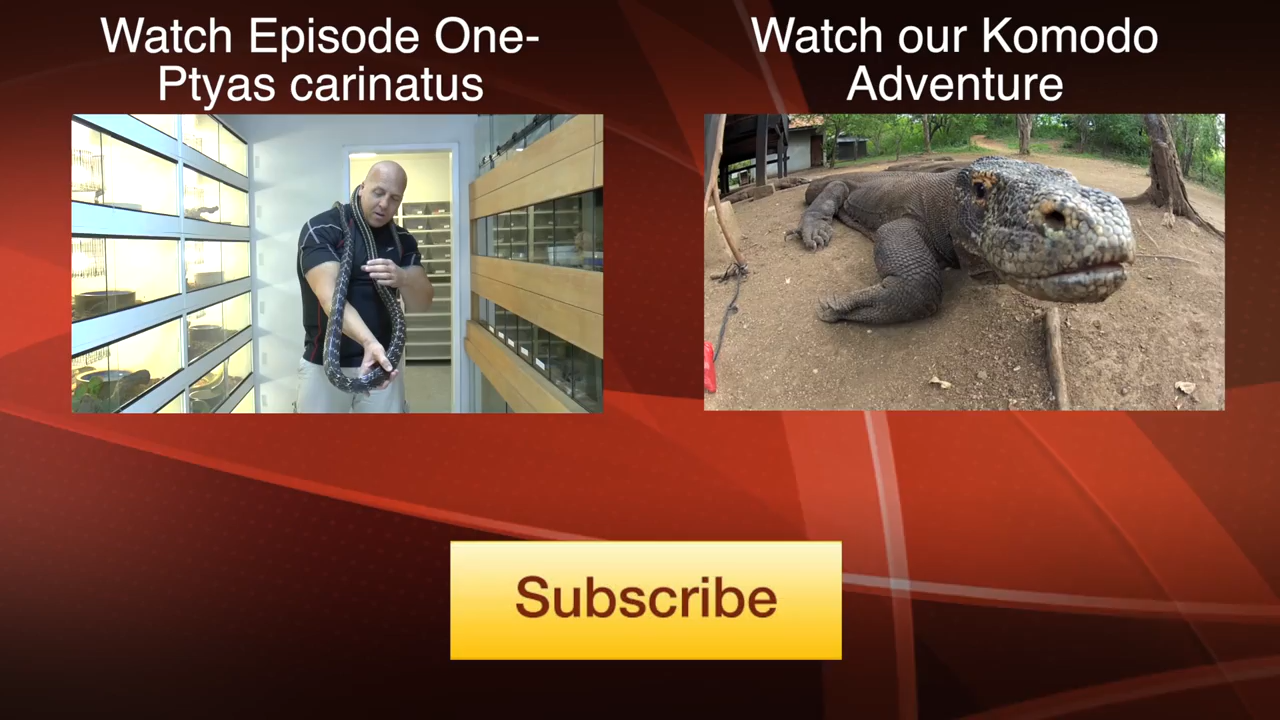 Watch Episode One-
Ptyas carinatus
Watch our Komodo
Adventure
Subscribe